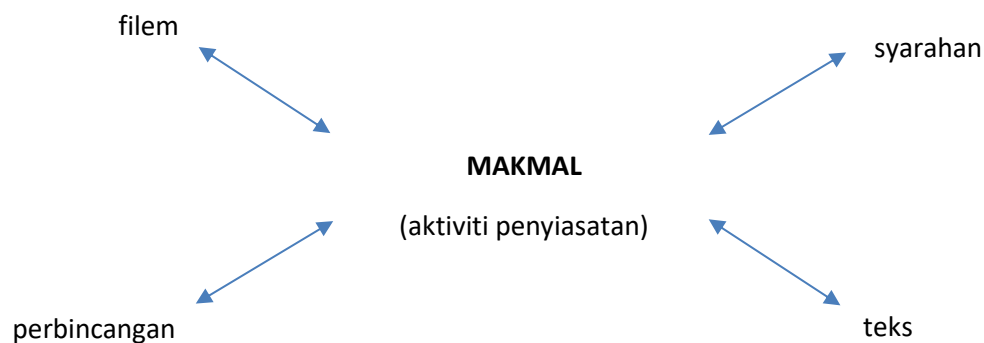 filem
syarahan
MAKMAL
(aktiviti penyiasatan)
perbincangan
teks